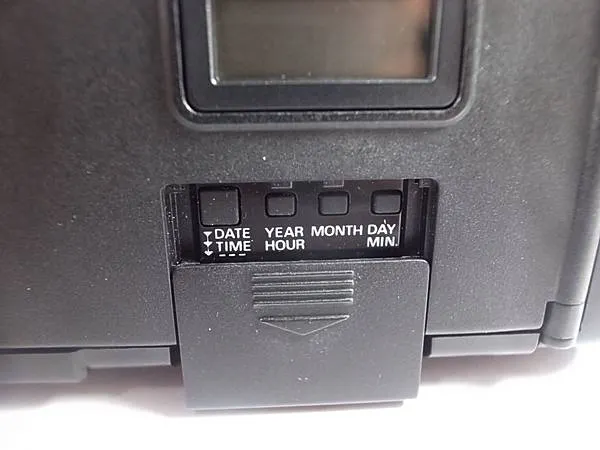 DATE YEAR MONTH DAY
TIME HOUR MIN.
---